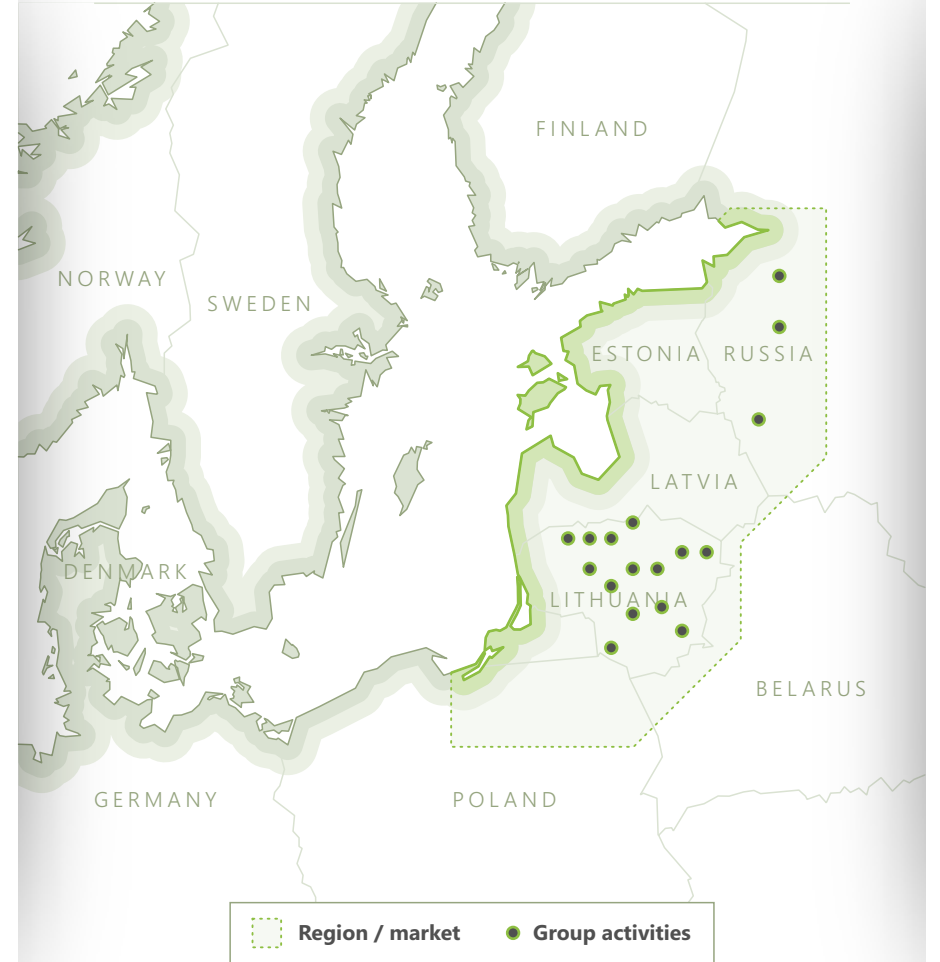 FINLAND
NORWAY
SWEDEN
ESTONIA RUSSIA
LATVIA
DENMARK
LITHUANIA
BELARUS
GERMANY
POLAND
Region / market
Group activities